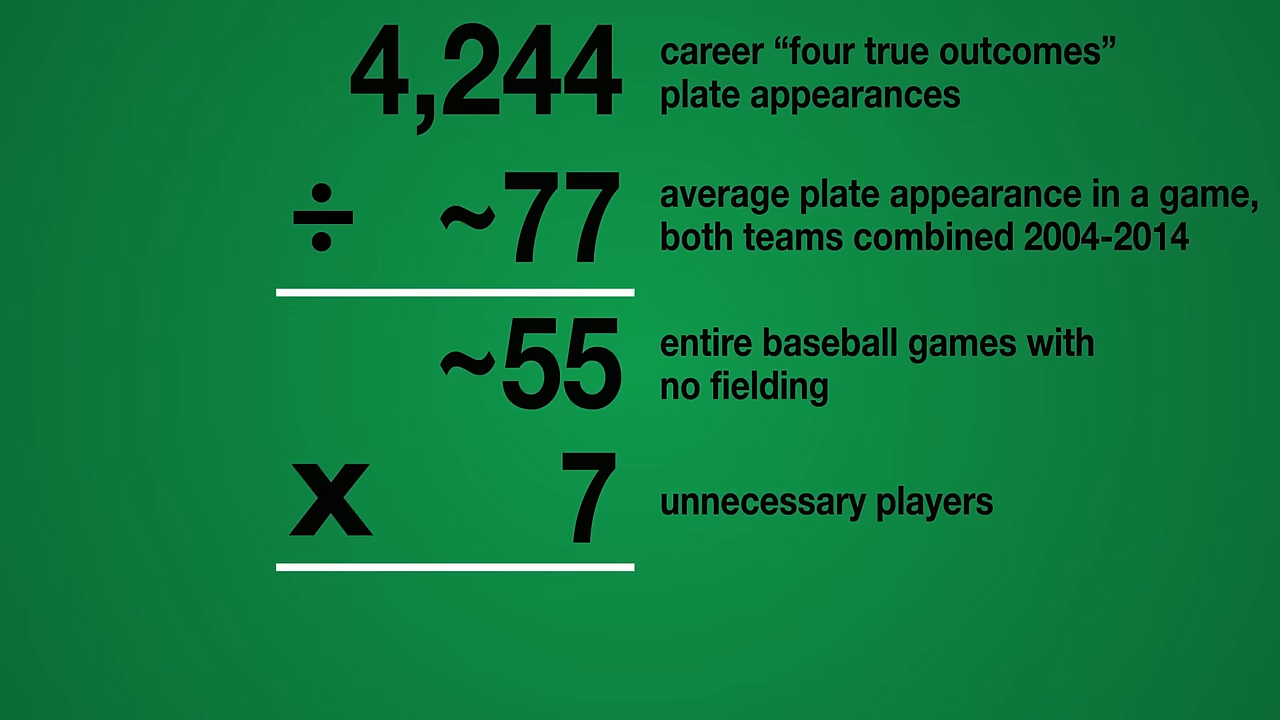 4,244 career “four true outcomes”
plate appearances
÷ ~77 average plate appearance in a game,
both teams combined 2004-2014
~55 entire baseball games with
no fielding
x 7 unnecessary players